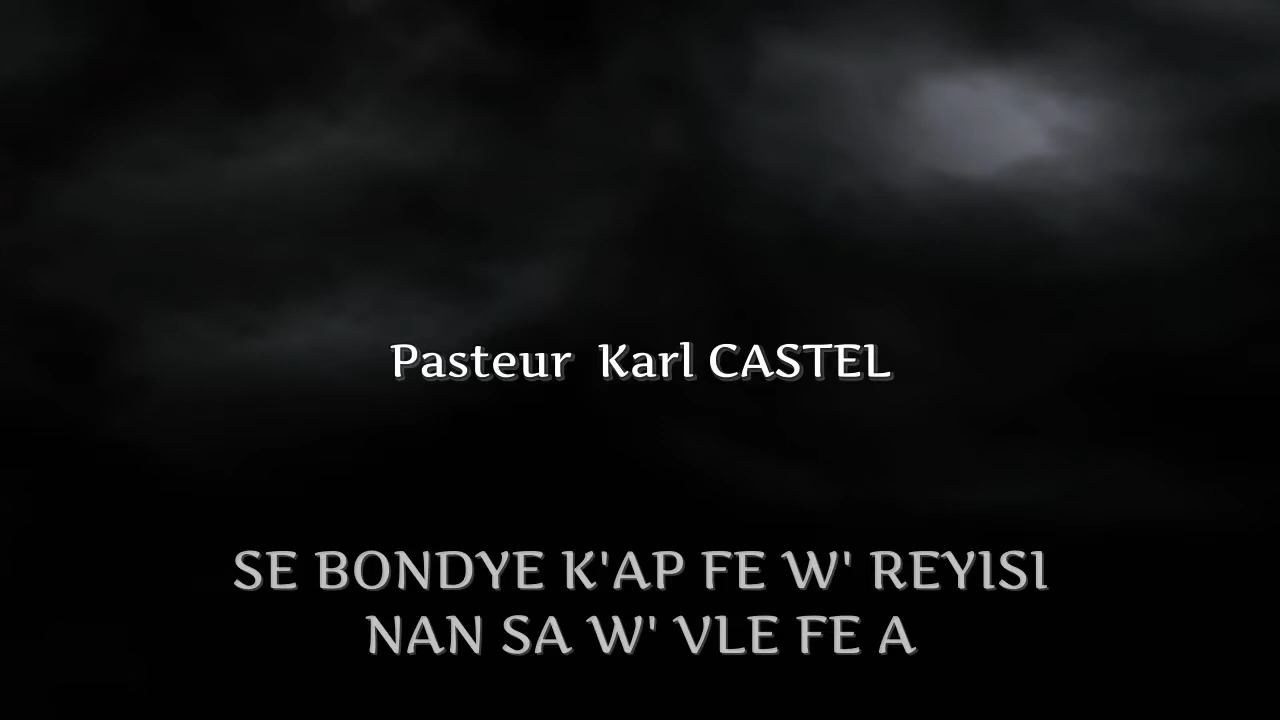 Pasteur Karl CASTEL
SE BONDYE K'AP FE W' REYISI
NAN SA W' VLE FE A